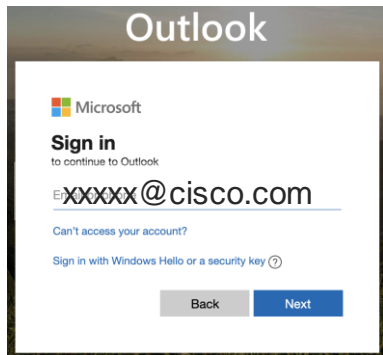 Outlook
Microsoft
Sign in
to continue to Outlook
xxxxx@cisco.com
Can't access your account?
Sign in with Windows Hello or a security key ?
Back
Next